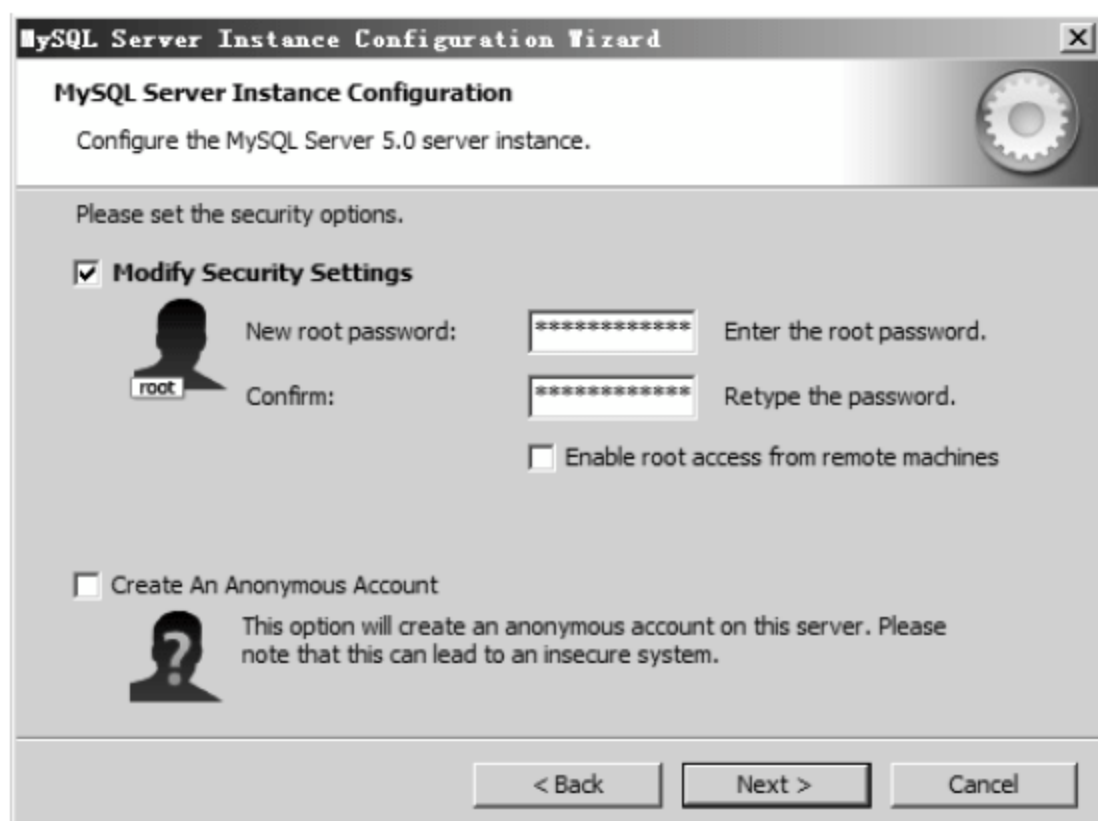 MySQL Server Instance Configuration Wizard
MySQL Server Instance Configuration
Configure the MySQL Server 5.0 server instance.
Please set the security options.
Modify Security Settings
New root password: ************ Enter the root password.
root
Confirm: ************ Retype the password.
Enable root access from remote machines
Create An Anonymous Account
This option will create an anonymous account on this server. Please
note that this can lead to an insecure system.
< Back Next > Cancel